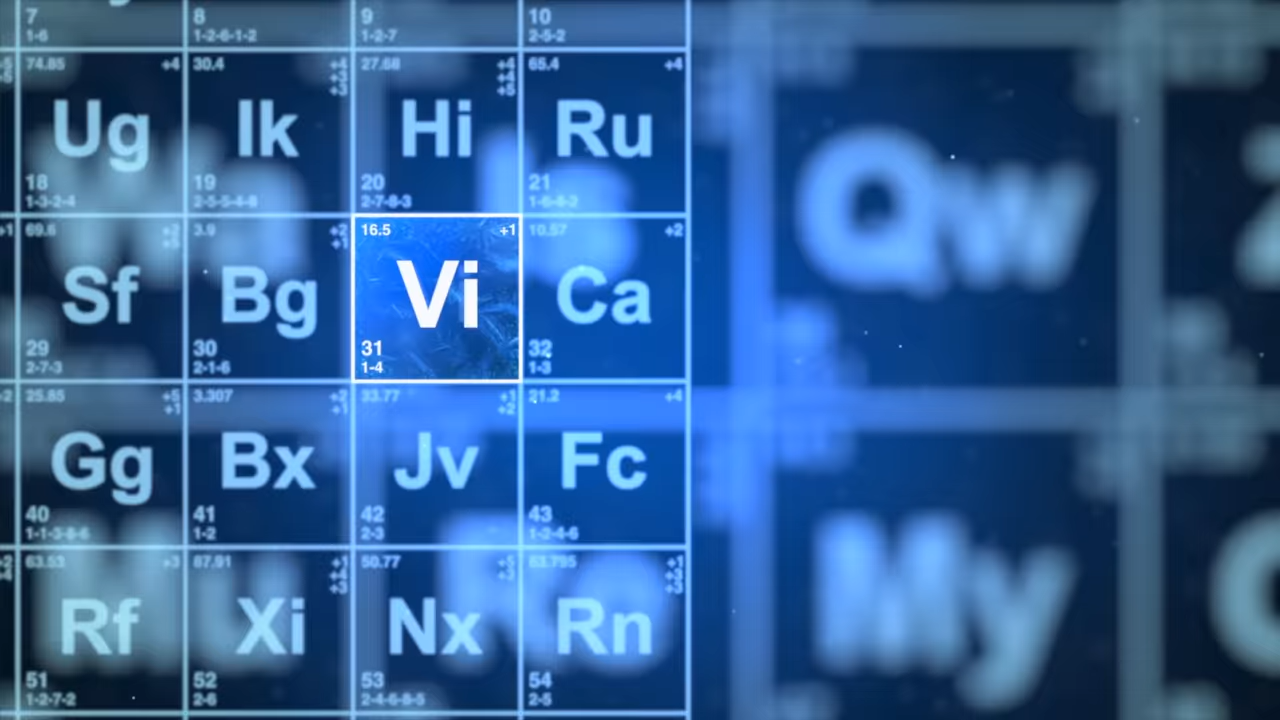 7 8 9 10
1-6 1-2-6-1-2 1-2-7 2-5-2
74.85 +4 30.4 +4 27.68 +4 65.4 +4
+3 +4
+3 +5
Ug Ik Hi Ru
18 19 20 21
1-3-2-4 2-5-5-4-8 2-7-8-3 1-6-8-2
+1 69.6 +2 3.9 +2 16.5 +1 10.57 +2
+5 +1
Sf Bg Vi Ca
29 30 31 32
2-7-3 2-1-6 1-4 1-3
25.85 +5 3.307 +2 33.77 +1 21.2 +4
+1 +1 +2
Gg Bx Jv Fc
40 41 42 43
1-1-3-8-6 1-2 2-3 1-2-4-6
63.53 +3 87.91 +1 50.77 +5 63.795 +1
+4
+3 +3
Rf Xi Nx Rn
51 52 53 54
1-2-7-2 2-6 2-4-6-8-5 2-5
Qw
My